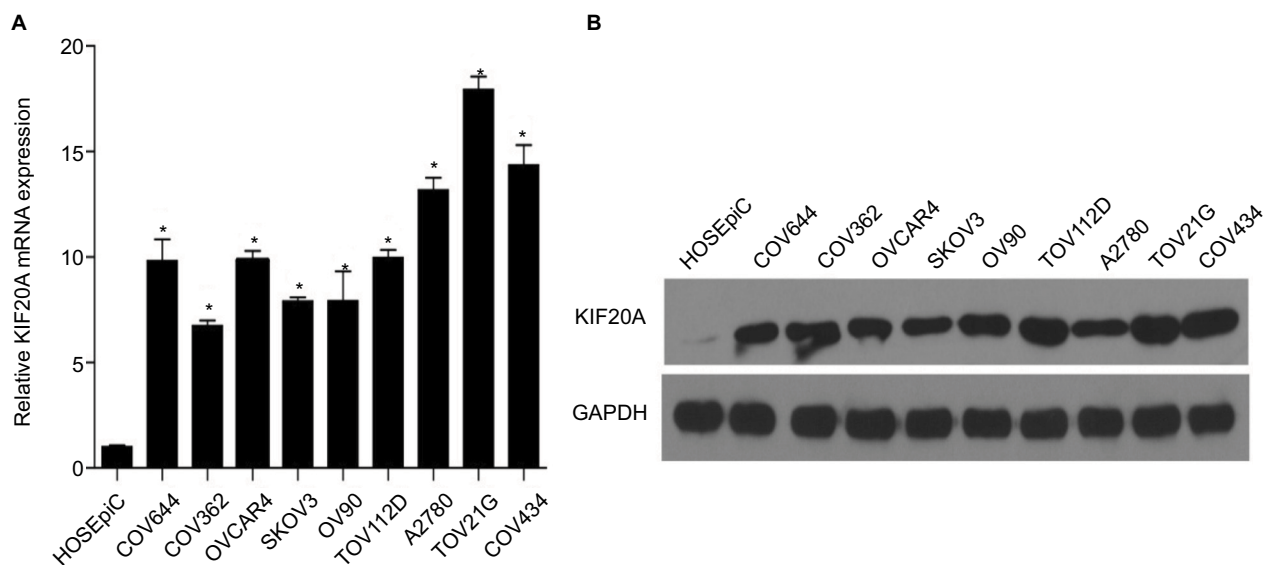 A
Relative KIF20A mRNA expression
20
15
10
5
0
*
*
*
*
*
*
*
*
*
HOSEpiC
COV644
COV362
OVCAR4
SKOV3
OV90
TOV112D
A2780
TOV21G
COV434
B
HOSEpiC
COV644
COV362
OVCAR4
SKOV3
OV90
TOV112D
A2780
TOV21G
COV434
KIF20A
GAPDH